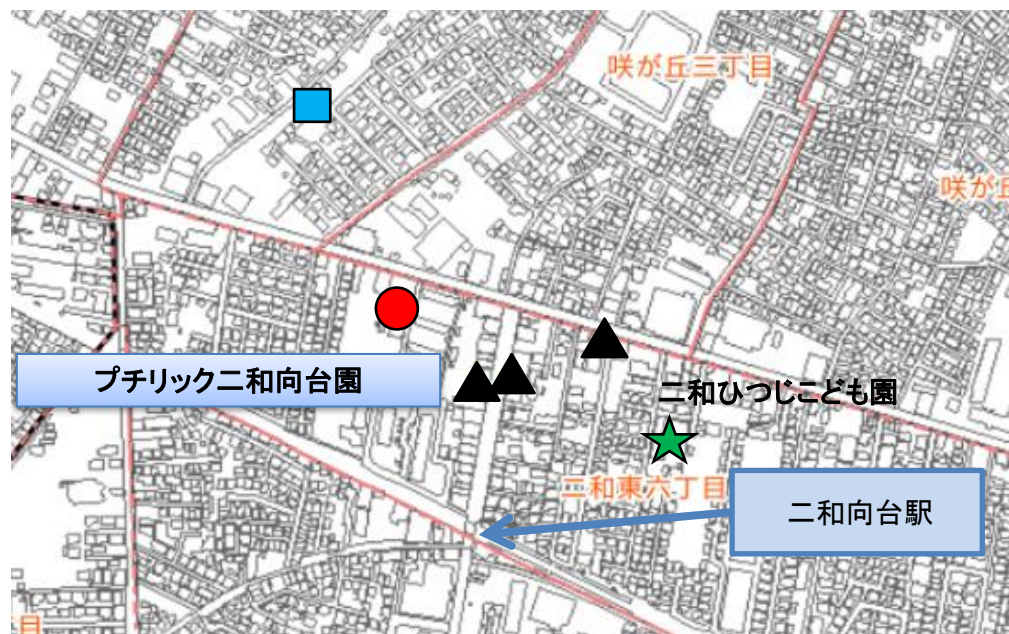 咲が丘三丁目
咲が丘
プチリック二和向台園
二和ひつじこども園
二和東六丁目
二和向台駅
目